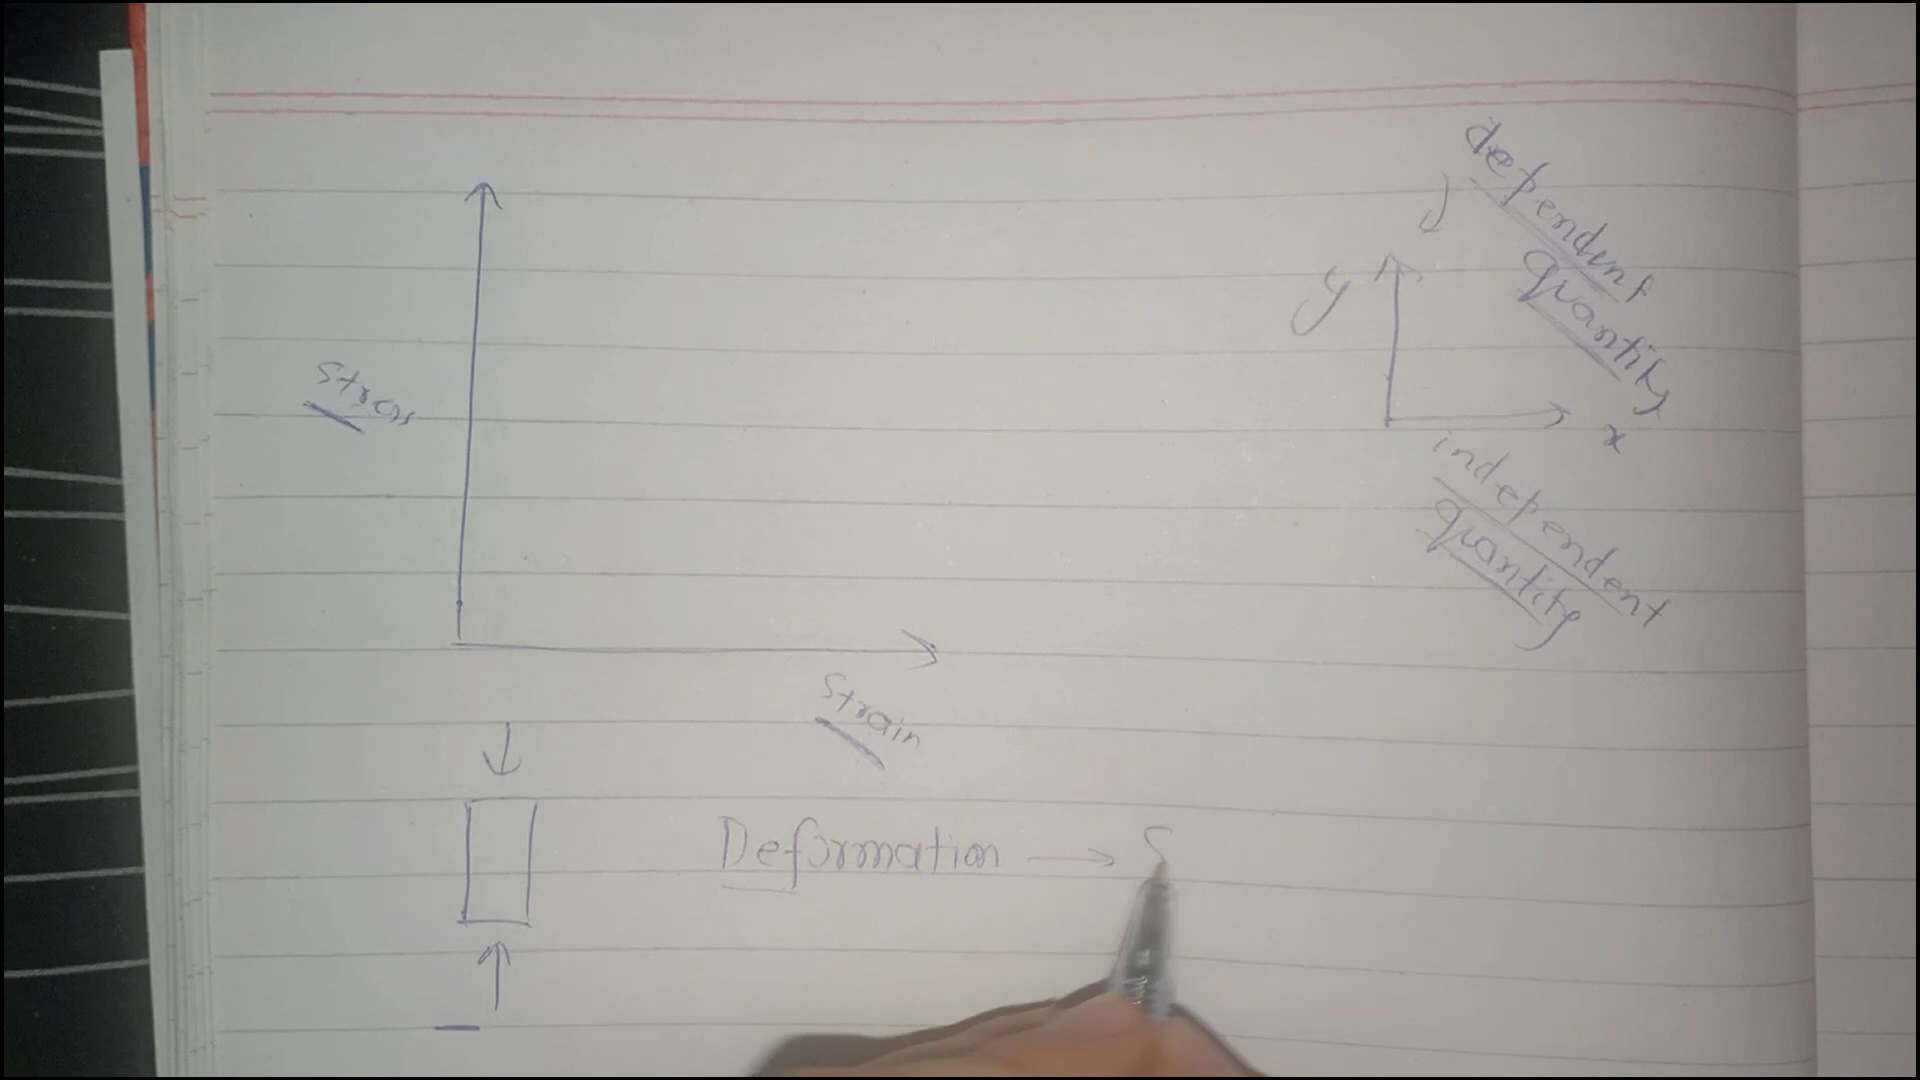 dependent
quantity
y
x
Stress
independent
quantity
Strain
Deformation → S